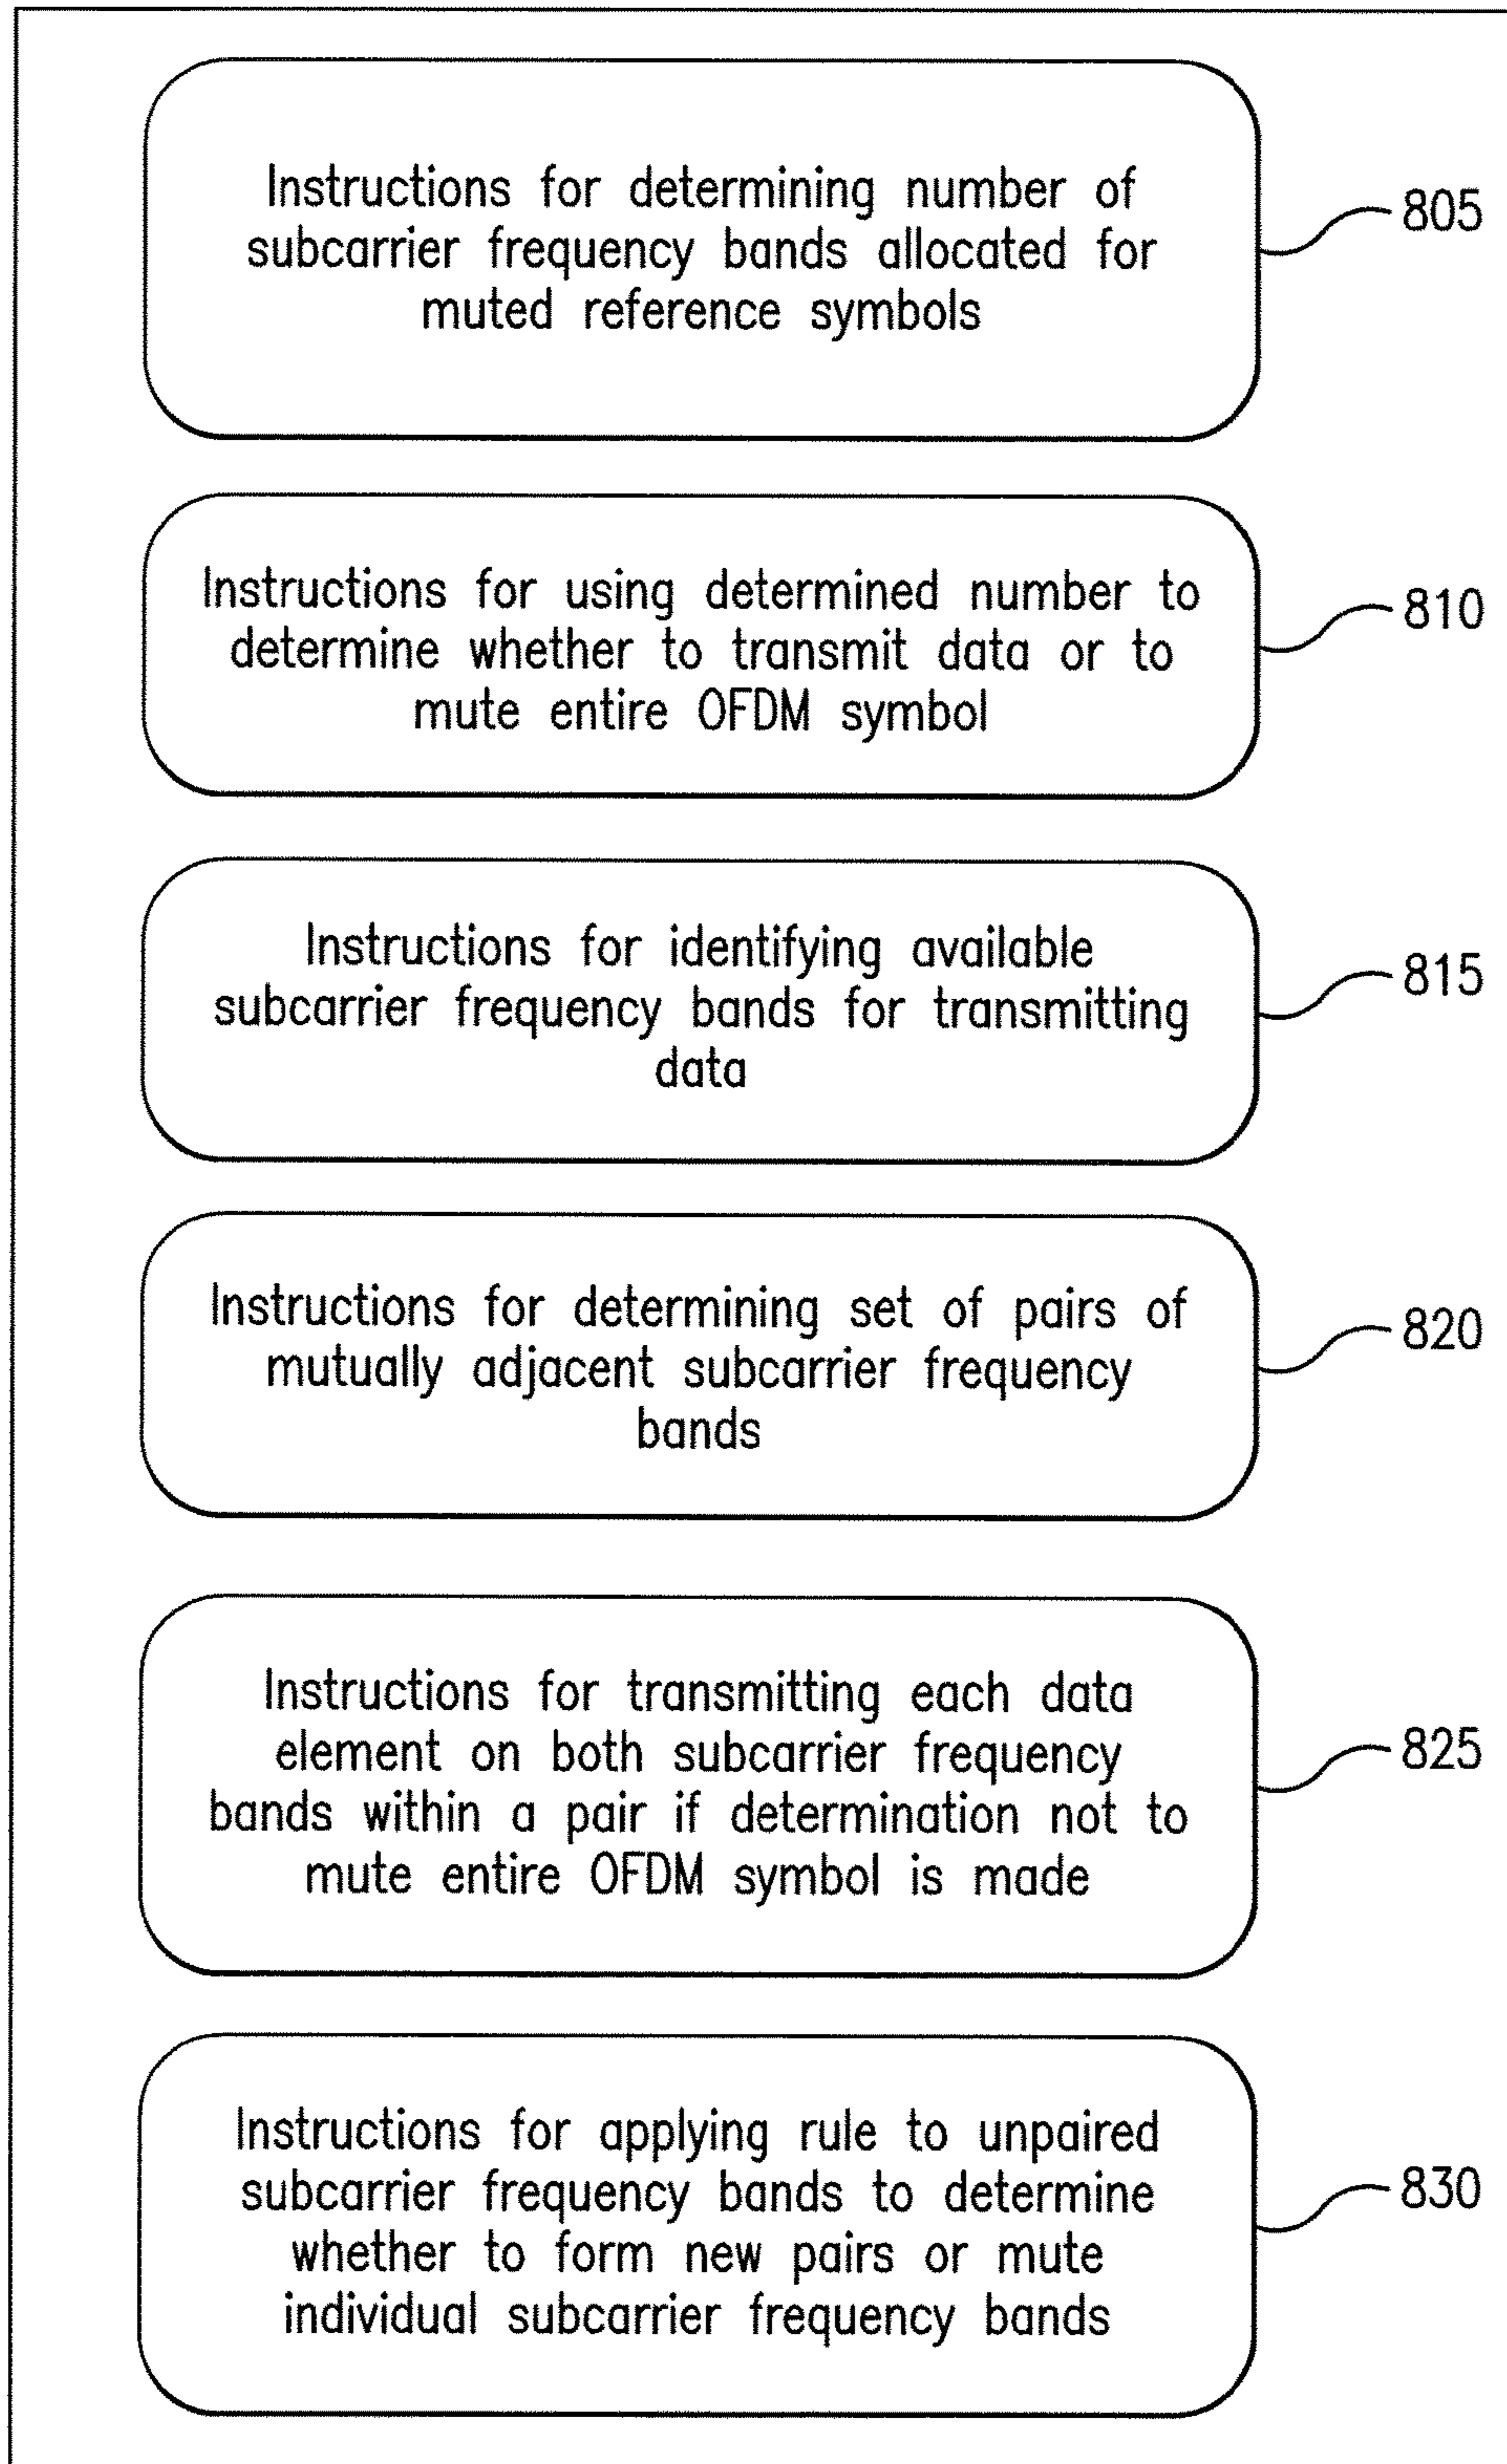 Instructions for determining number of
subcarrier frequency bands allocated for
muted reference symbols
805
Instructions for using determined number to
determine whether to transmit data or to
mute entire OFDM symbol
810
Instructions for identifying available
subcarrier frequency bands for transmitting
data
815
Instructions for determining set of pairs of
mutually adjacent subcarrier frequency
bands
820
Instructions for transmitting each data
element on both subcarrier frequency
bands within a pair if determination not to
mute entire OFDM symbol is made
825
Instructions for applying rule to unpaired
subcarrier frequency bands to determine
whether to form new pairs or mute
individual subcarrier frequency bands
830